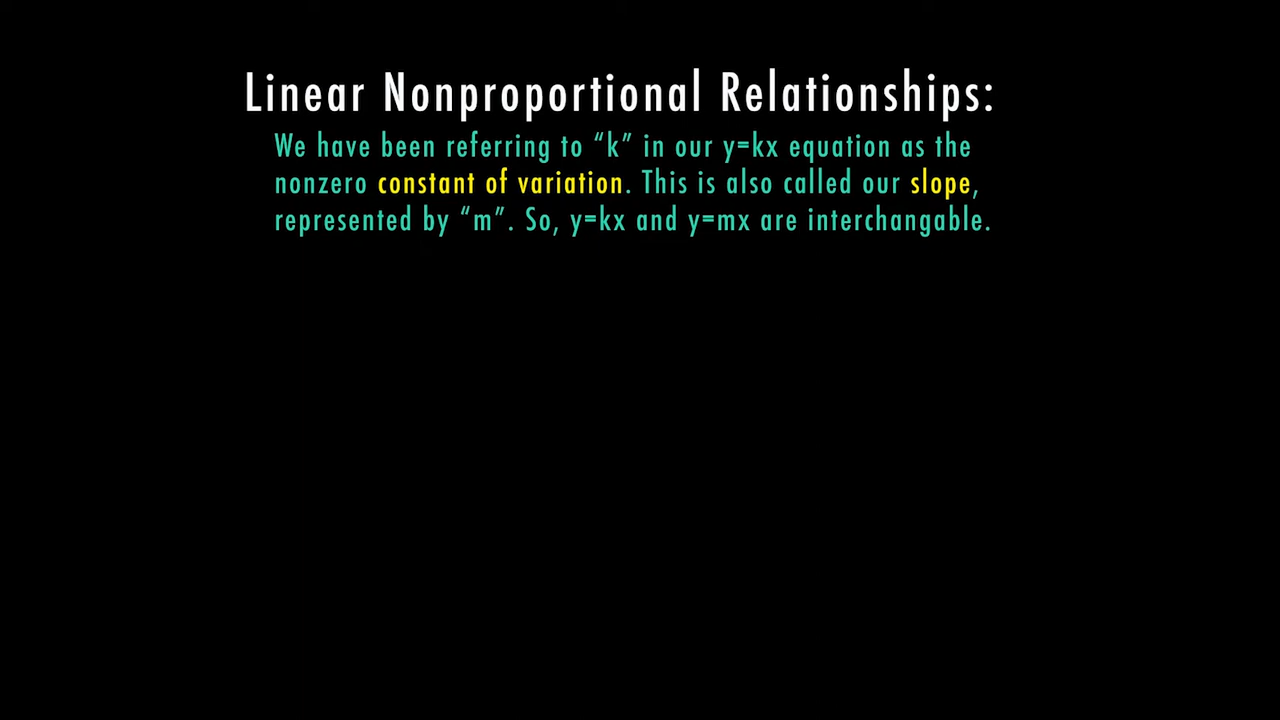 Linear Nonproportional Relationships:
We have been referring to “k” in our y=kx equation as the
nonzero constant of variation. This is also called our slope,
represented by “m”. So, y=kx and y=mx are interchangable.